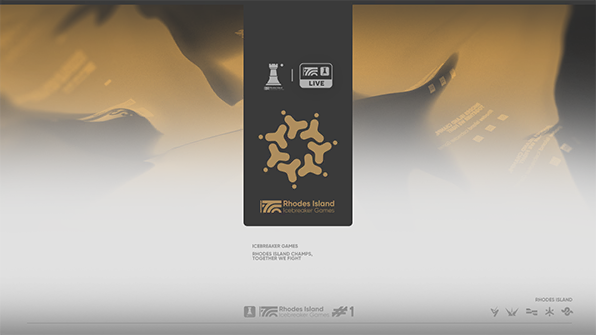 LIVE
Rhodes Island
Icebreaker Games
ICEBREAKER GAMES
RHODES ISLAND CHAMPS,
TOGETHER WE FIGHT
RHODES ISLAND
Rhodes Island
Icebreaker Games
#1